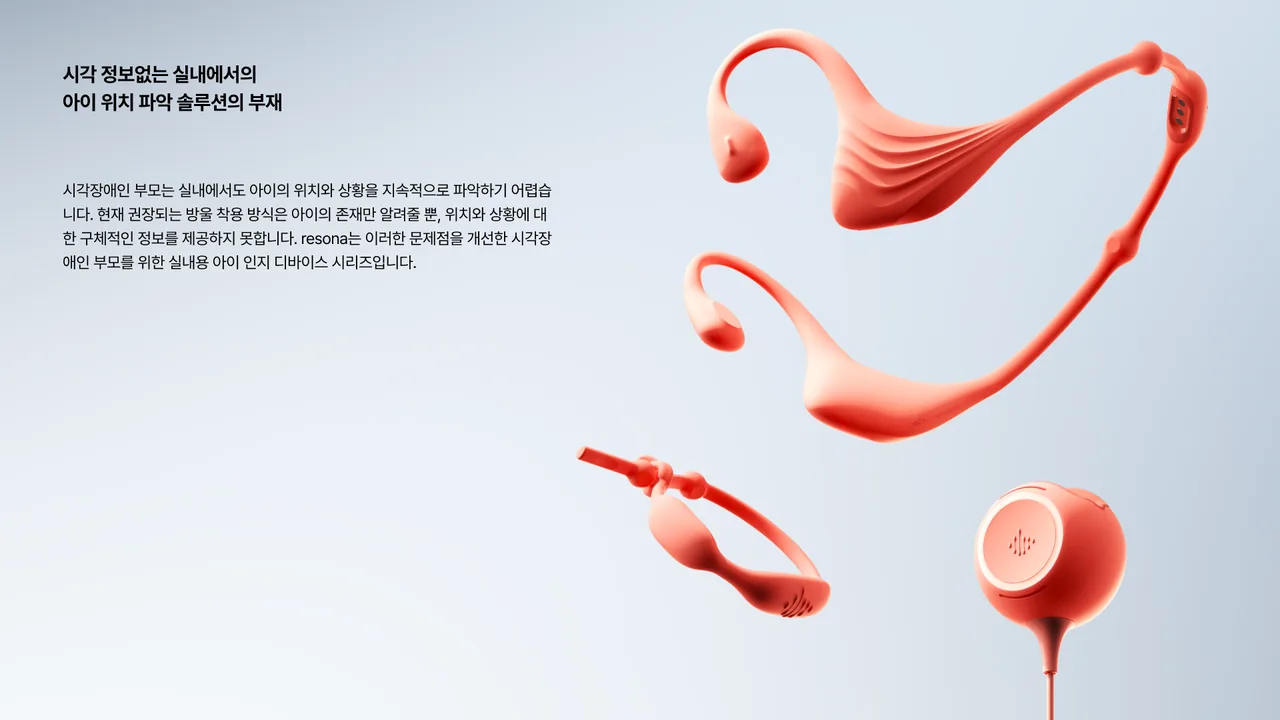 시각 정보없는 실내에서의
아이 위치 파악 솔루션의 부재
시각장애인 부모는 실내에서도 아이의 위치와 상황을 지속적으로 파악하기 어렵습
니다. 현재 권장되는 방울 착용 방식은 아이의 존재만 알려줄 뿐, 위치와 상황에 대
한 구체적인 정보를 제공하지 못합니다. resona는 이러한 문제점을 개선한 시각장
애인 부모를 위한 실내용 아이 인지 디바이스 시리즈입니다.